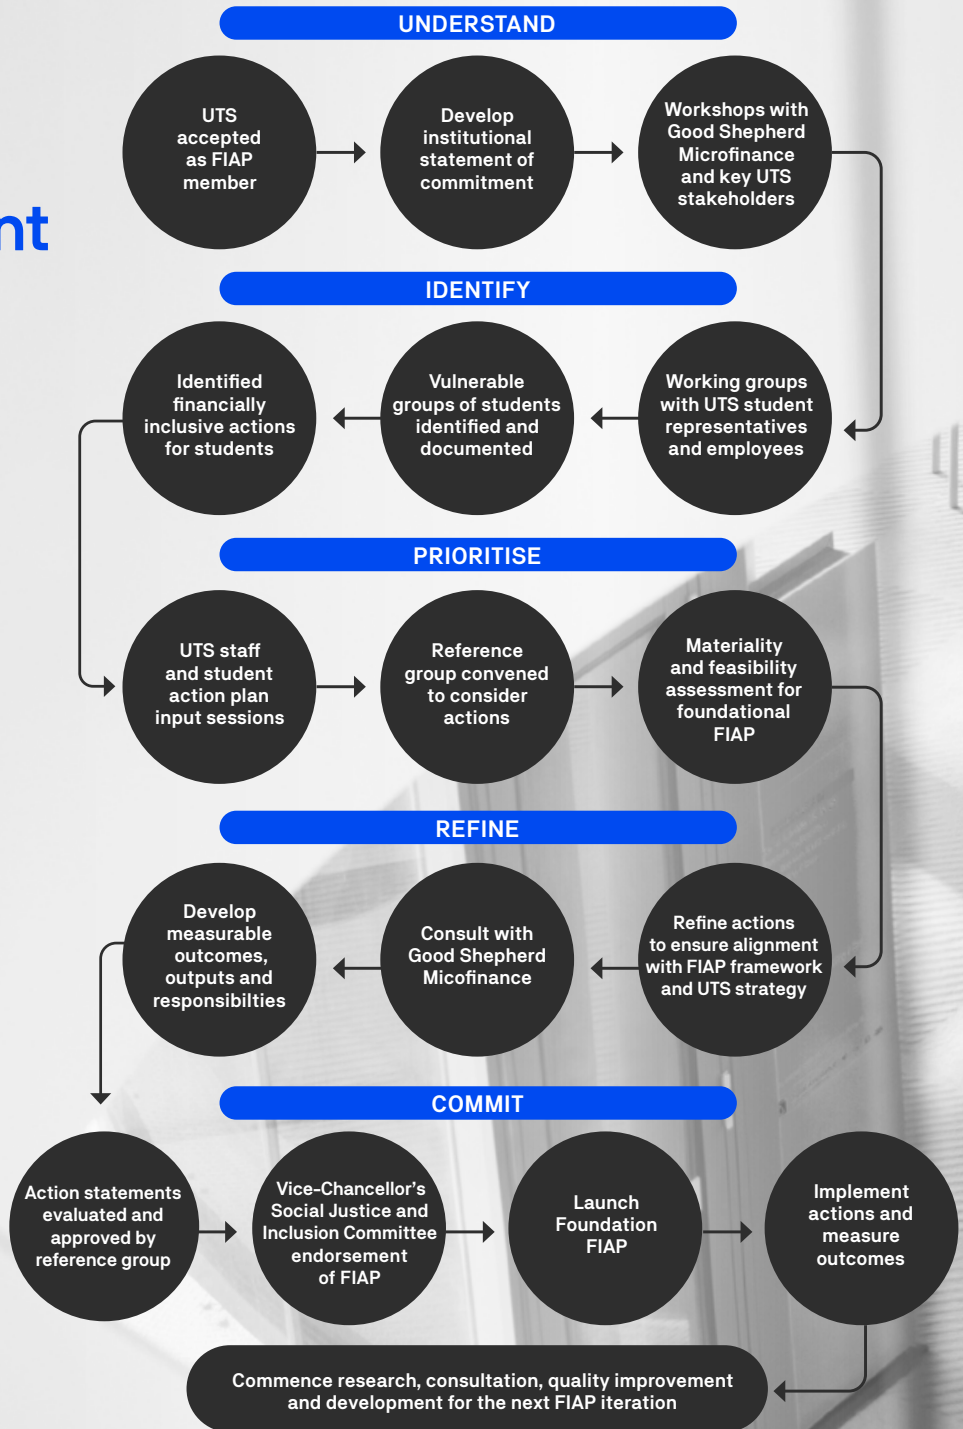 nt
UNDERSTAND
UTS
accepted
as FIAP
member
Develop
institutional
statement of
commitment
Workshops with
Good Shepherd
Microfinance
and key UTS
stakeholders
IDENTIFY
Working groups
with UTS student
representatives
and employees
Vulnerable
groups of students
identified and
documented
Identified
financially
inclusive actions
for students
PRIORITISE
UTS staff
and student
action plan
input sessions
Reference
group convened
to consider
actions
Materiality
and feasibility
assessment for
foundational
FIAP
REFINE
Refine actions
to ensure alignment
with FIAP framework
and UTS strategy
Consult with
Good Shepherd
Micofinance
Develop
measurable
outcomes,
outputs and
responsibilties
COMMIT
Action statements
evaluated and
approved by
reference group
Vice-Chancellor’s
Social Justice and
Inclusion Committee
endorsement
of FIAP
Launch
Foundation
FIAP
Implement
actions and
measure
outcomes
Commence research, consultation, quality improvement
and development for the next FIAP iteration